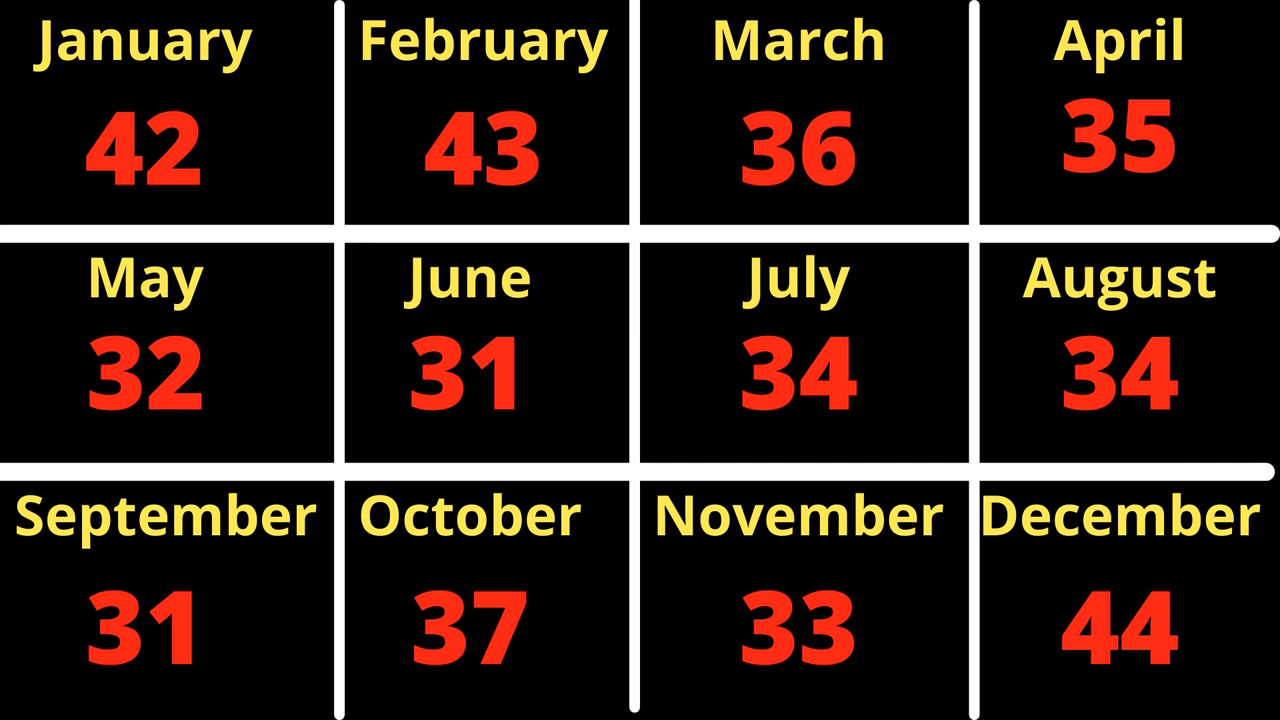 January February March April
42 43 36 35
May June July August
32 31 34 34
September October November December
31 37 33 44